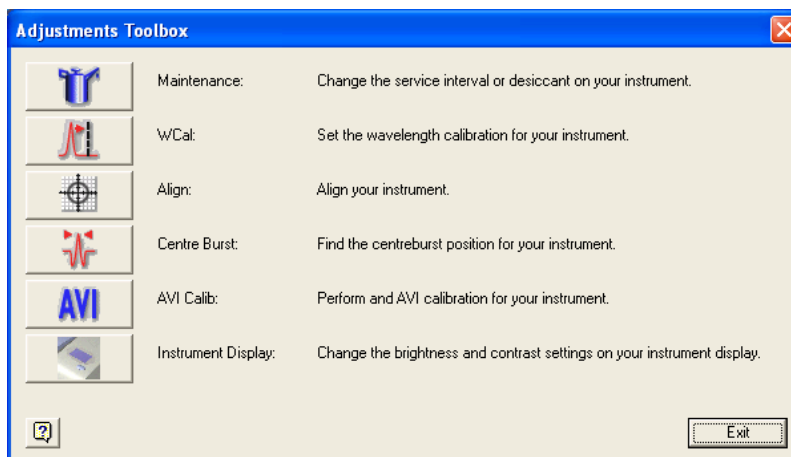 Adjustments Toolbox
Maintenance: Change the service interval or desiccant on your instrument.
WCal: Set the wavelength calibration for your instrument.
Align: Align your instrument.
Centre Burst: Find the centreburst position for your instrument.
AVI AVI Calib: Perform and AVI calibration for your instrument.
Instrument Display: Change the brightness and contrast settings on your instrument display.
? Exit